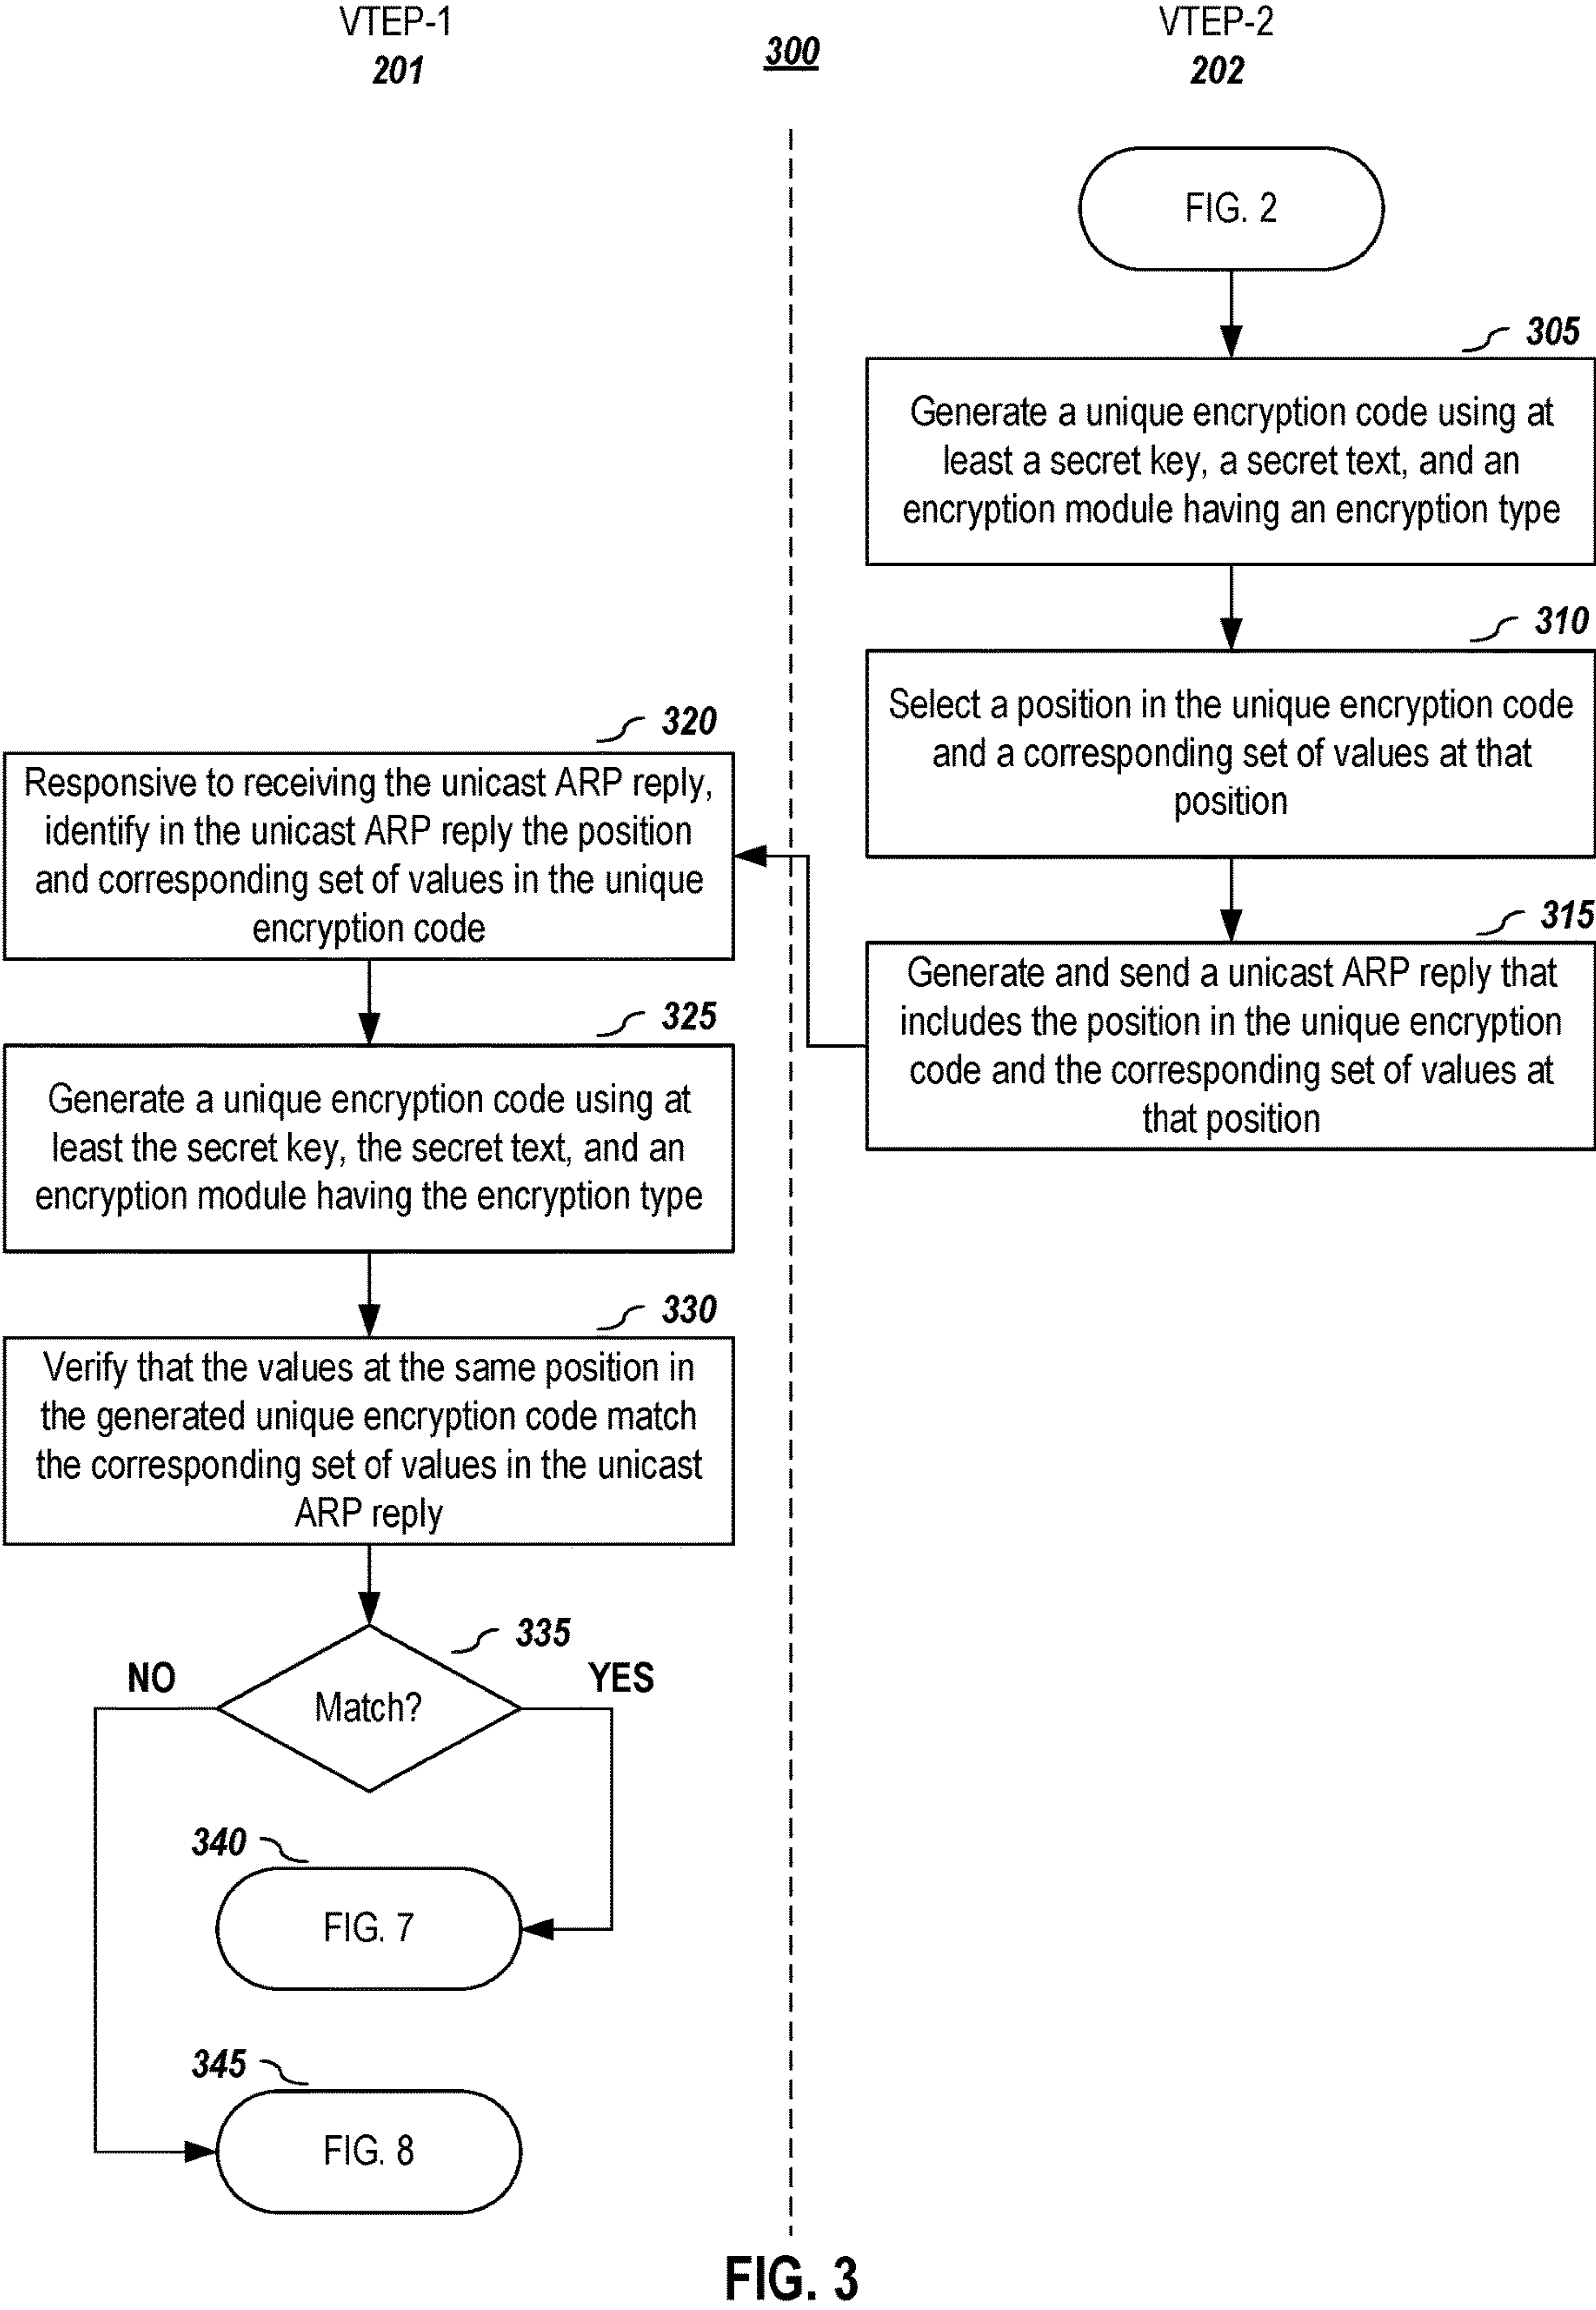 VTEP-1
201
300
VTEP-2
202
FIG. 2
305
Generate a unique encryption code using at
least a secret key, a secret text, and an
encryption module having an encryption type
310
Select a position in the unique encryption code
and a corresponding set of values at that
position
315
Generate and send a unicast ARP reply that
includes the position in the unique encryption
code and the corresponding set of values at
that position
320
Responsive to receiving the unicast ARP reply,
identify in the unicast ARP reply the position
and corresponding set of values in the unique
encryption code
325
Generate a unique encryption code using at
least the secret key, the secret text, and an
encryption module having the encryption type
330
Verify that the values at the same position in
the generated unique encryption code match
the corresponding set of values in the unicast
ARP reply
335
NO
YES
Match?
340
FIG. 7
345
FIG. 8
FIG. 3